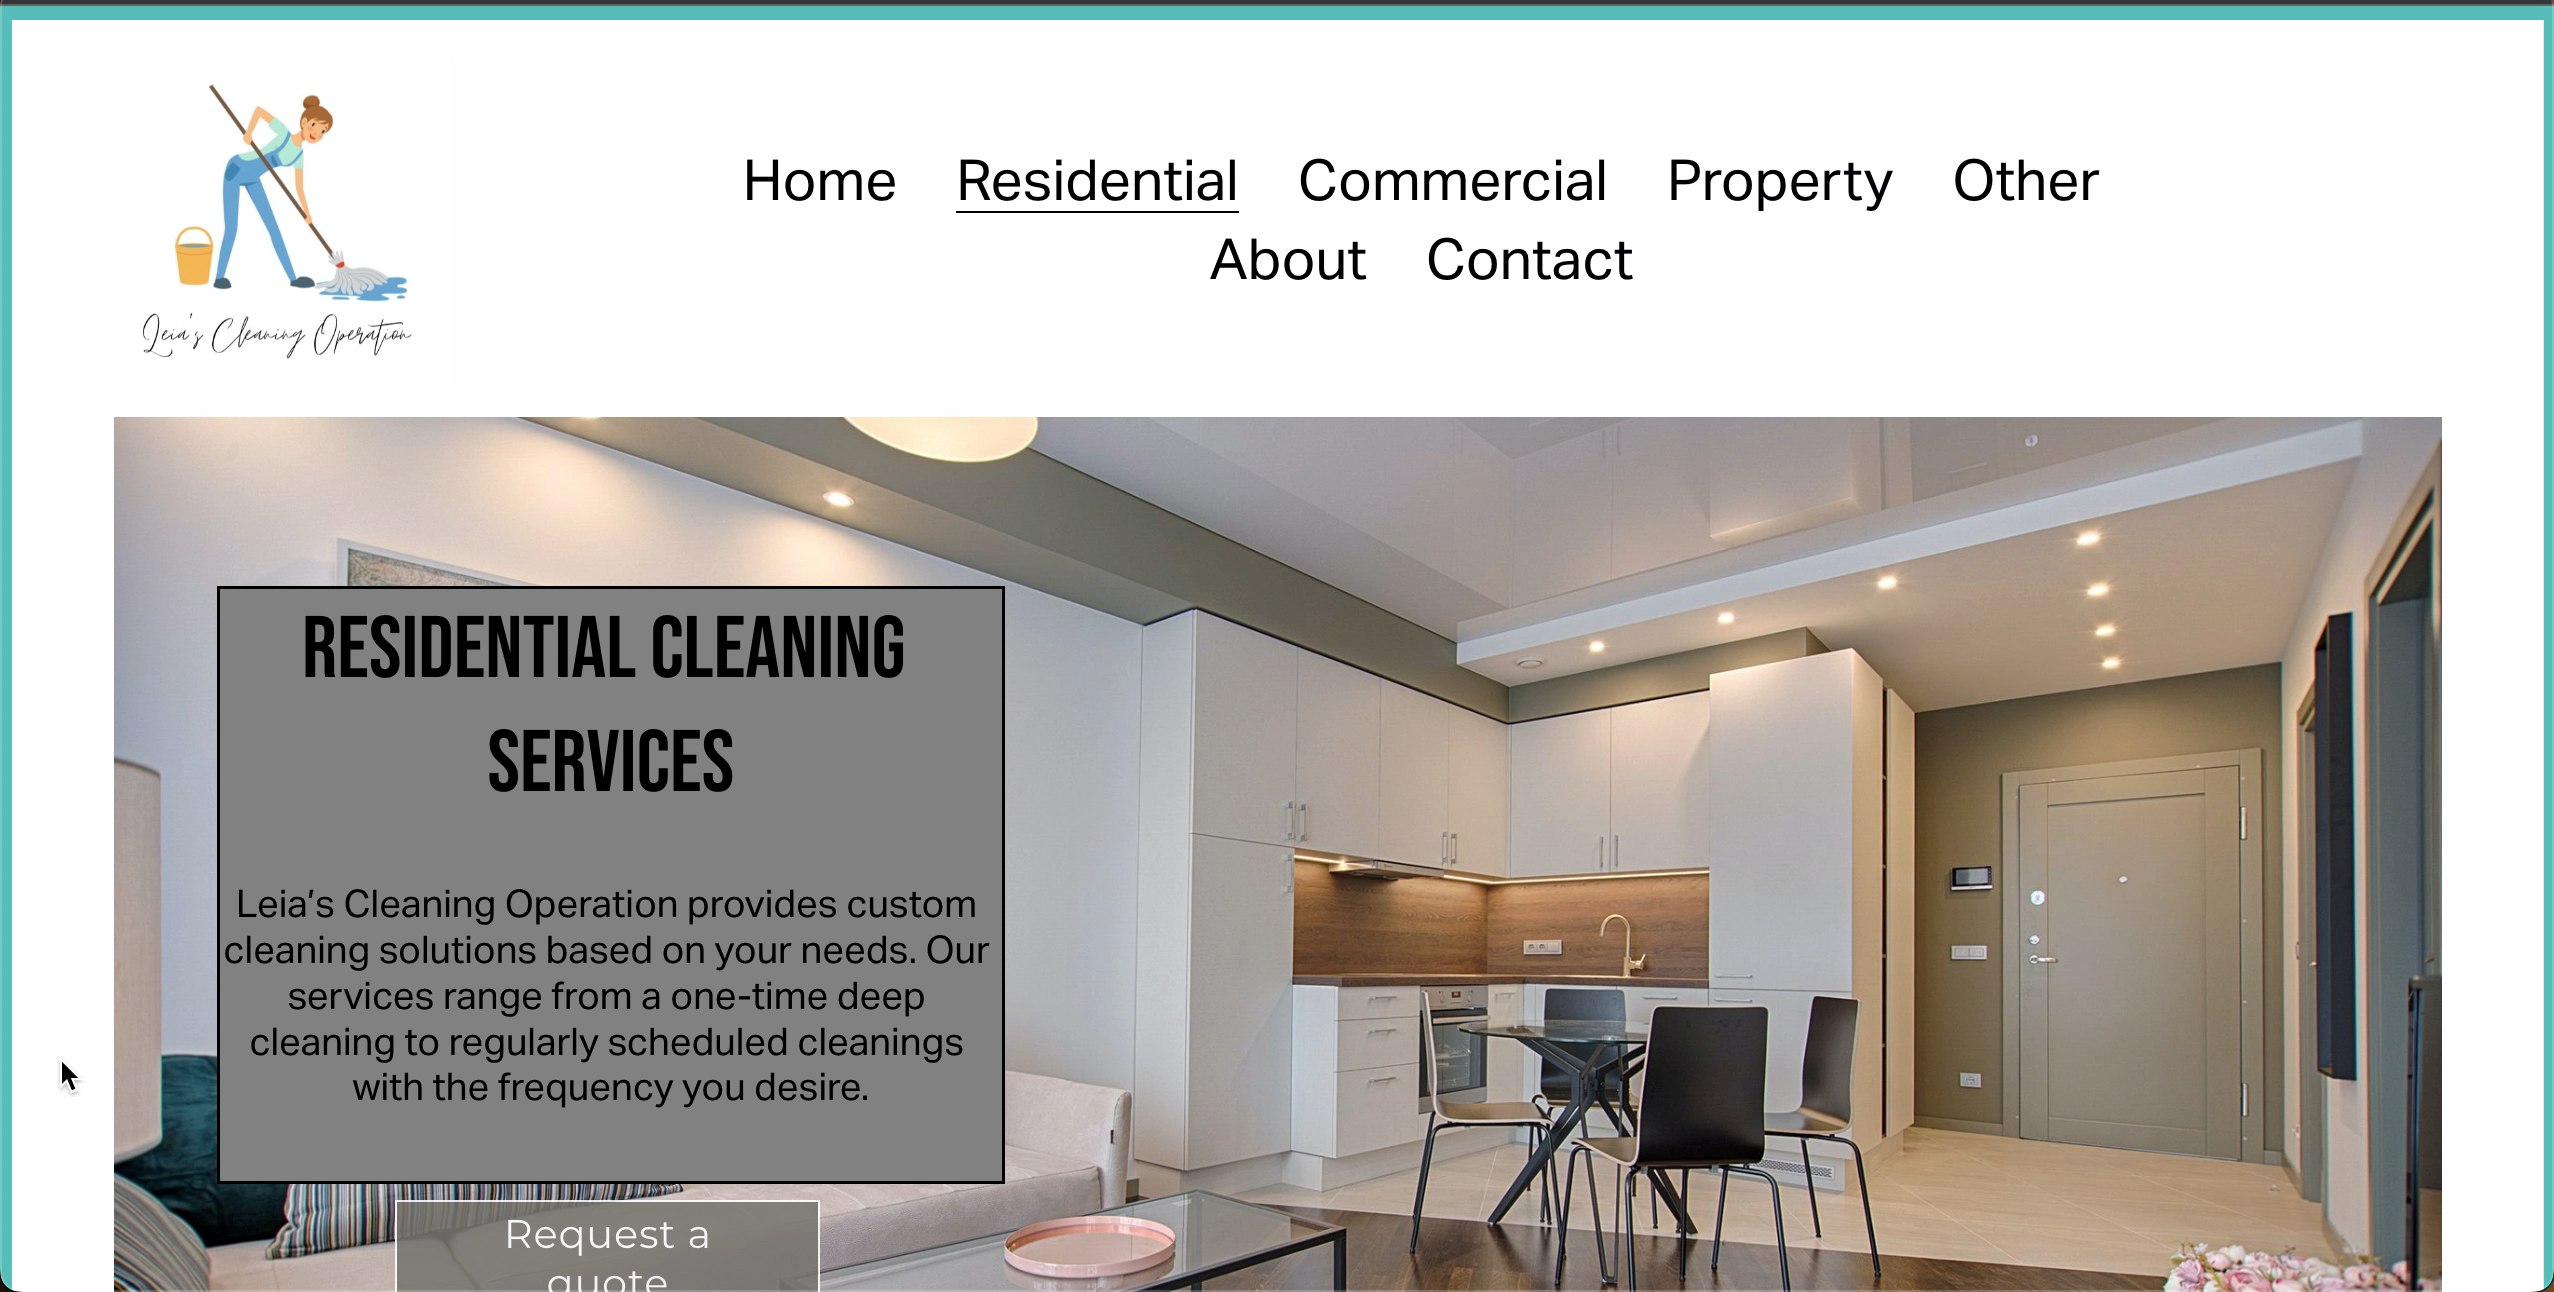 Leia's Cleaning Operation
Home Residential Commercial Property Other
About Contact
RESIDENTIAL CLEANING
SERVICES
Leia's Cleaning Operation provides custom
cleaning solutions based on your needs. Our
services range from a one-time deep
cleaning to regularly scheduled cleanings
with the frequency you desire.
Request a
quote